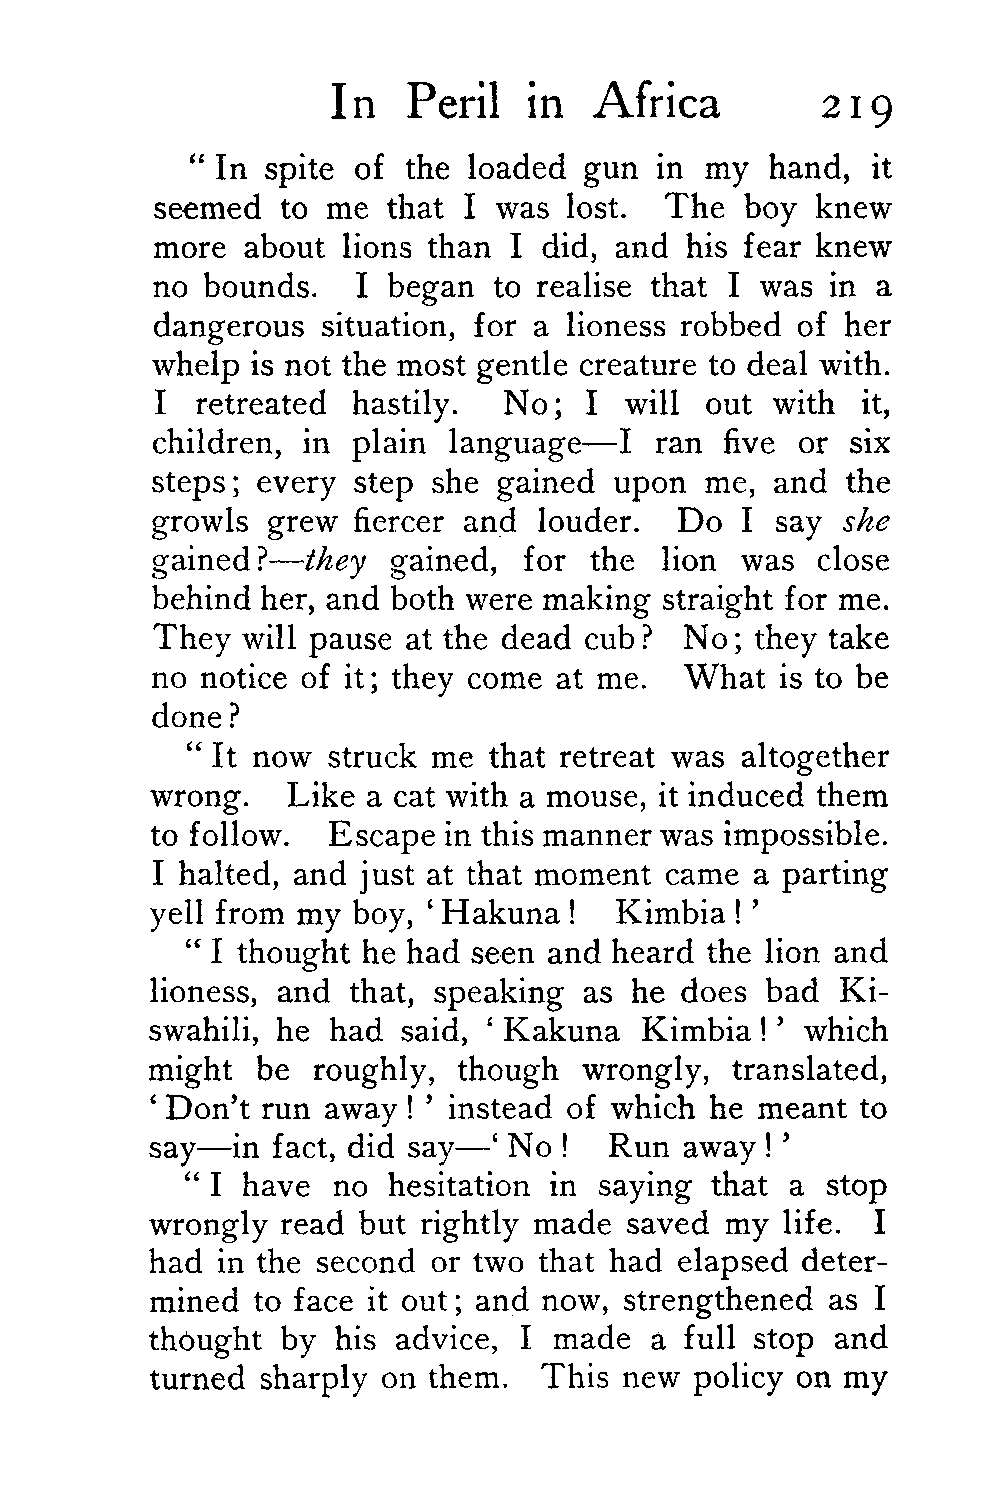 In Peril in Africa 219
“ In spite of the loaded gun in my hand, it
seemed to me that I was lost. The boy knew
more about lions than I did, and his fear knew
no bounds. I began to realise that I was in a
dangerous situation, for a lioness robbed of her
whelp is not the most gentle creature to deal with.
I retreated hastily. No; I will out with it,
children, in plain language—I ran five or six
steps; every step she gained upon me, and the
growls grew fiercer and louder. Do I say she
gained?—they gained, for the lion was close
behind her, and both were making straight for me.
They will pause at the dead cub? No; they take
no notice of it; they come at me. What is to be
done?
“ It now struck me that retreat was altogether
wrong. Like a cat with a mouse, it induced them
to follow. Escape in this manner was impossible.
I halted, and just at that moment came a parting
yell from my boy, ‘Hakuna! Kimbia!’
“ I thought he had seen and heard the lion and
lioness, and that, speaking as he does bad Ki-
swahili, he had said, ‘Kakuna Kimbia!’ which
might be roughly, though wrongly, translated,
‘Don’t run away!’ instead of which he meant to
say—in fact, did say—‘No! Run away!’
“ I have no hesitation in saying that a stop
wrongly read but rightly made saved my life. I
had in the second or two that had elapsed deter-
mined to face it out; and now, strengthened as I
thought by his advice, I made a full stop and
turned sharply on them. This new policy on my